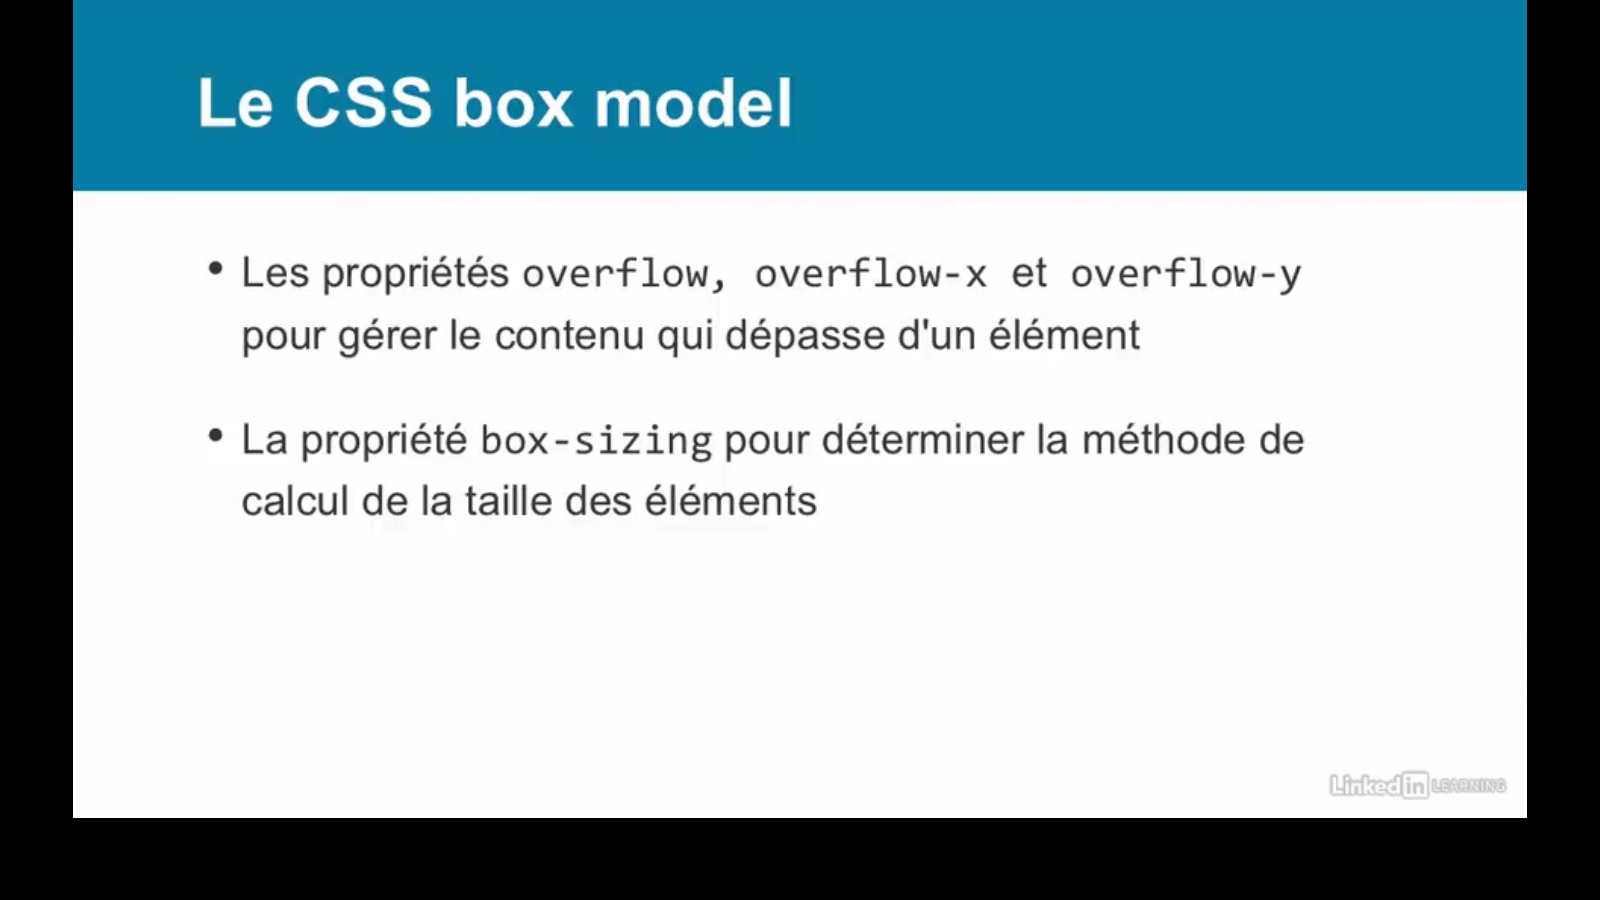 Le CSS box model
• Les propriétés overflow, overflow-x et overflow-y
pour gérer le contenu qui dépasse d'un élément
• La propriété box-sizing pour déterminer la méthode de
calcul de la taille des éléments
Linked in LEARNING